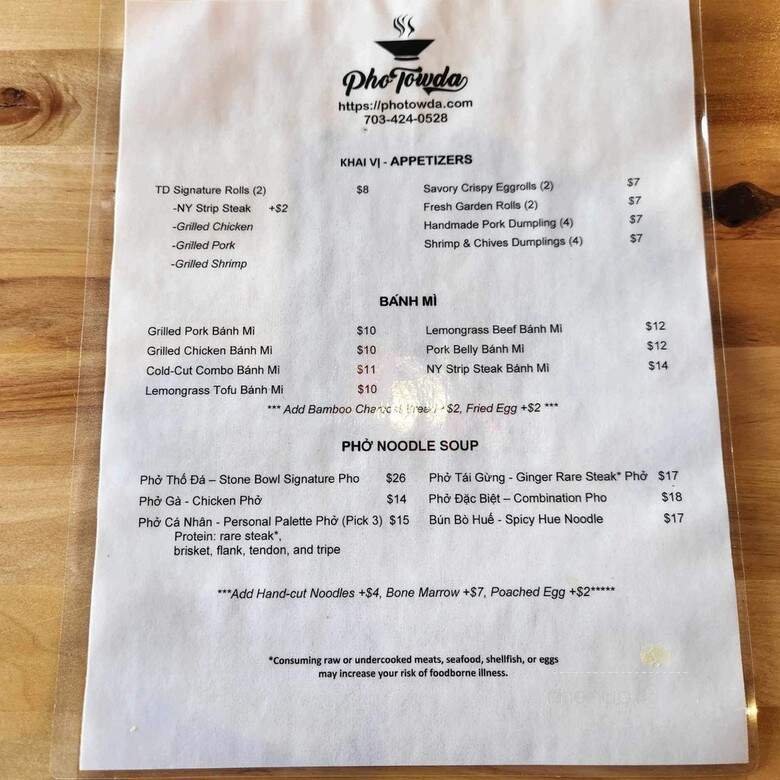 Pho Towda
https://photowda.com
703-424-0528
KHAI VỊ - APPETIZERS
TD Signature Rolls (2) $8
-NY Strip Steak +$2
-Grilled Chicken
-Grilled Pork
-Grilled Shrimp
Savory Crispy Eggrolls (2) $7
Fresh Garden Rolls (2) $7
Handmade Pork Dumpling (4) $7
Shrimp & Chives Dumplings (4) $7
BÁNH MÌ
Grilled Pork Bánh Mì $10
Grilled Chicken Bánh Mì $10
Cold-Cut Combo Bánh Mì $11
Lemongrass Tofu Bánh Mì $10
Lemongrass Beef Bánh Mì $12
Pork Belly Bánh Mì $12
NY Strip Steak Bánh Mì $14
*** Add Bamboo Charcoal Bread +$2, Fried Egg +$2 ***
PHỞ NOODLE SOUP
Phở Thố Đá – Stone Bowl Signature Pho $26
Phở Gà - Chicken Phở $14
Phở Cá Nhân - Personal Palette Phở (Pick 3) $15
Protein: rare steak*,
brisket, flank, tendon, and tripe
Phở Tái Gừng - Ginger Rare Steak* Phở $17
Phở Đặc Biệt – Combination Pho $18
Bún Bò Huế - Spicy Hue Noodle $17
***Add Hand-cut Noodles +$4, Bone Marrow +$7, Poached Egg +$2*****
*Consuming raw or undercooked meats, seafood, shellfish, or eggs
may increase your risk of foodborne illness.